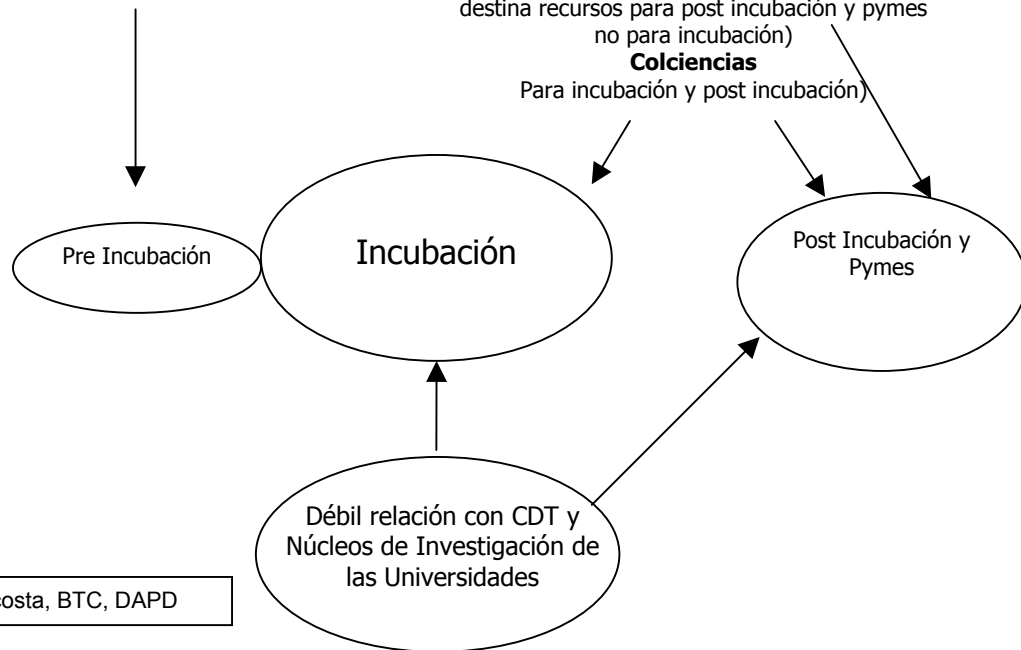 destina recursos para post incubación y pymes
no para incubación)
Colciencias
Para incubación y post incubación)
Pre Incubación
Incubación
Post Incubación y
Pymes
Débil relación con CDT y
Núcleos de Investigación de
las Universidades
costa, BTC, DAPD